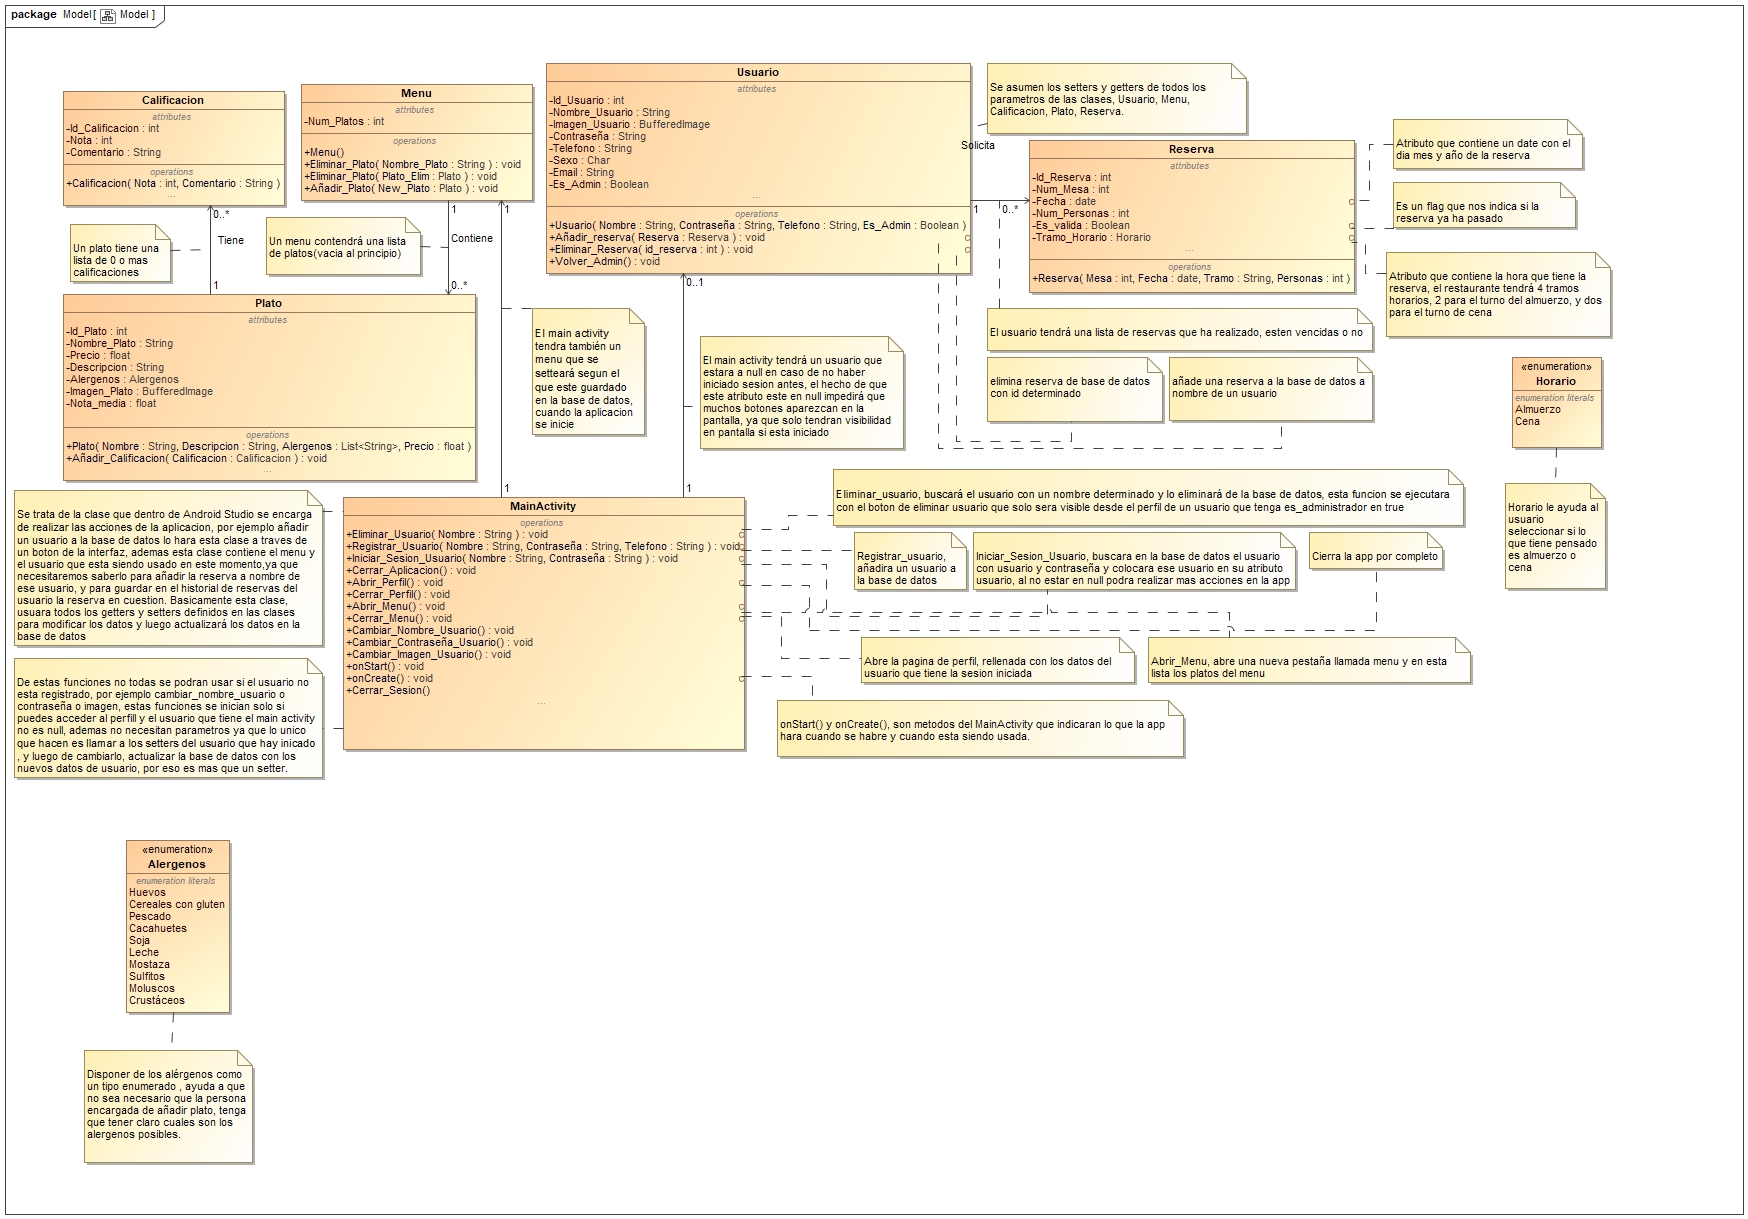 package Model[ Model ]
Calificacion
attributes
-Id_Calificacion : int
-Nota : int
-Comentario : String
operations
+Calificacion( Nota : int, Comentario : String )
...
Menu
attributes
-Num_Platos : int
operations
+Menu()
+Eliminar_Plato( Nombre_Plato : String ) : void
+Eliminar_Plato( Plato_Elim : Plato ) : void
+Añadir_Plato( New_Plato : Plato ) : void
Usuario
attributes
-Id_Usuario : int
-Nombre_Usuario : String
-Imagen_Usuario : BufferedImage
-Contraseña : String
-Telefono : String
-Sexo : Char
-Email : String
-Es_Admin : Boolean
...
operations
+Usuario( Nombre : String, Contraseña : String, Telefono : String, Es_Admin : Boolean )
+Añadir_reserva( Reserva : Reserva ) : void
+Eliminar_Reserva( id_reserva : int ) : void
+Volver_Admin() : void
Se asumen los setters y getters de todos los
parametros de las clases, Usuario, Menu,
Calificacion, Plato, Reserva.
Solicita
1
0..*
Reserva
attributes
-Id_Reserva : int
-Num_Mesa : int
-Fecha : date
-Num_Personas : int
-Es_valida : Boolean
-Tramo_Horario : Horario
...
operations
+Reserva( Mesa : int, Fecha : date, Tramo : String, Personas : int )
Atributo que contiene un date con el
dia mes y año de la reserva
Es un flag que nos indica si la
reserva ya ha pasado
Atributo que contiene la hora que tiene la
reserva, el restaurante tendrá 4 tramos
horarios, 2 para el turno del almuerzo, y dos
para el turno de cena
0..*
Tiene
1
Un plato tiene una
lista de 0 o mas
calificaciones
Un menu contendrá una lista
de platos(vacia al principio)
1
Contiene
0..*
1
0..1
Plato
attributes
-Id_Plato : int
-Nombre_Plato : String
-Precio : float
-Descripcion : String
-Alergenos : Alergenos
-Imagen_Plato : BufferedImage
-Nota_media : float
operations
+Plato( Nombre : String, Descripcion : String, Alergenos : List<String>, Precio : float )
+Añadir_Calificacion( Calificacion : Calificacion ) : void
...
El main activity
tendra también un
menu que se
setteará segun el
que este guardado
en la base de datos,
cuando la aplicacion
se inicie
El main activity tendrá un usuario que
estara a null en caso de no haber
iniciado sesion antes, el hecho de que
este atributo este en null impedirá que
muchos botones aparezcan en la
pantalla, ya que solo tendran visibilidad
en pantalla si esta iniciado
El usuario tendrá una lista de reservas que ha realizado, esten vencidas o no
elimina reserva de base de datos
con id determinado
añade una reserva a la base de datos a
nombre de un usuario
«enumeration»
Horario
enumeration literals
Almuerzo
Cena
Horario le ayuda al
usuario
seleccionar si lo
que tiene pensado
es almuerzo o
cena
1
1
MainActivity
operations
+Eliminar_Usuario( Nombre : String ) : void
+Registrar_Usuario( Nombre : String, Contraseña : String, Telefono : String ) : void
+Iniciar_Sesion_Usuario( Nombre : String, Contraseña : String ) : void
+Cerrar_Aplicacion() : void
+Abrir_Perfil() : void
+Cerrar_Perfil() : void
+Abrir_Menu() : void
+Cerrar_Menu() : void
+Cambiar_Nombre_Usuario() : void
+Cambiar_Contraseña_Usuario() : void
+Cambiar_Imagen_Usuario() : void
+onStart() : void
+onCreate() : void
+Cerrar_Sesion()
...
Se trata de la clase que dentro de Android Studio se encarga
de realizar las acciones de la aplicacion, por ejemplo añadir
un usuario a la base de datos lo hara esta clase a traves de
un boton de la interfaz, ademas esta clase contiene el menu y
el usuario que esta siendo usado en este momento,ya que
necesitaremos saberlo para añadir la reserva a nombre de
ese usuario, y para guardar en el historial de reservas del
usuario la reserva en cuestion. Basicamente esta clase,
usuara todos los getters y setters definidos en las clases
para modificar los datos y luego actualizará los datos en la
base de datos
De estas funciones no todas se podran usar si el usuario no
esta registrado, por ejemplo cambiar_nombre_usuario o
contraseña o imagen, estas funciones se inician solo si
puedes acceder al perfill y el usuario que tiene el main activity
no es null, ademas no necesitan parametros ya que lo unico
que hacen es llamar a los setters del usuario que hay inicado
, y luego de cambiarlo, actualizar la base de datos con los
nuevos datos de usuario, por eso es mas que un setter.
Eliminar_usuario, buscará el usuario con un nombre determinado y lo eliminará de la base de datos, esta funcion se ejecutara
con el boton de eliminar usuario que solo sera visible desde el perfil de un usuario que tenga es_administrador en true
Registrar_usuario,
añadira un usuario a
la base de datos
Iniciar_Sesion_Usuario, buscara en la base de datos el usuario
con usuario y contraseña y colocara ese usuario en su atributo
usuario, al no estar en null podra realizar mas acciones en la app
Cierra la app por completo
Abre la pagina de perfil, rellenada con los datos del
usuario que tiene la sesion iniciada
Abrir_Menu, abre una nueva pestaña llamada menu y en esta
lista los platos del menu
onStart() y onCreate(), son metodos del MainActivity que indicaran lo que la app
hara cuando se habre y cuando esta siendo usada.
«enumeration»
Alergenos
enumeration literals
Huevos
Cereales con gluten
Pescado
Cacahuetes
Soja
Leche
Mostaza
Sulfitos
Moluscos
Crustáceos
Disponer de los alérgenos como
un tipo enumerado , ayuda a que
no sea necesario que la persona
encargada de añadir plato, tenga
que tener claro cuales son los
alergenos posibles.